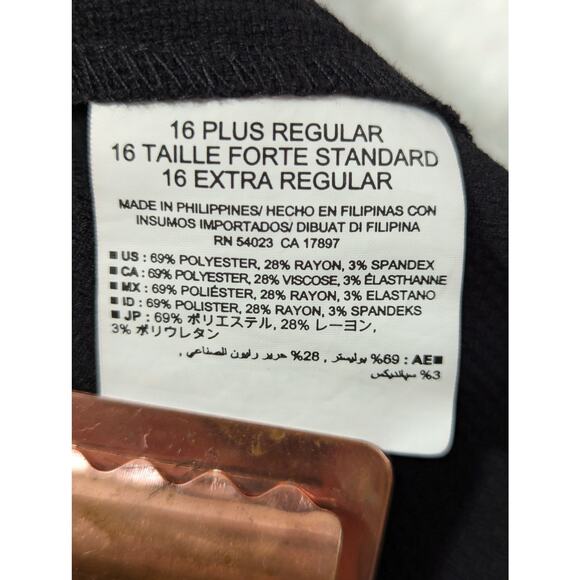 16 PLUS REGULAR
16 TAILLE FORTE STANDARD
16 EXTRA REGULAR
MADE IN PHILIPPINES/ HECHO EN FILIPINAS CON
INSUMOS IMPORTADOS/ DIBUAT DI FILIPINA
RN 54023 CA 17897
■US : 69% POLYESTER, 28% RAYON, 3% SPANDEX
■CA : 69% POLYESTER, 28% VISCOSE, 3% ÉLASTHANNE
■MX : 69% POLIÉSTER, 28% RAYON, 3% ELASTANO
■ID : 69% POLISTER, 28% RAYON, 3% SPANDEKS
■JP : 69% ポリエステル, 28% レーヨン,
3% ポリウレタン
■AE : 69% بوليستر , 28% حرير رايون الصناعي ,
3% سپانديكس